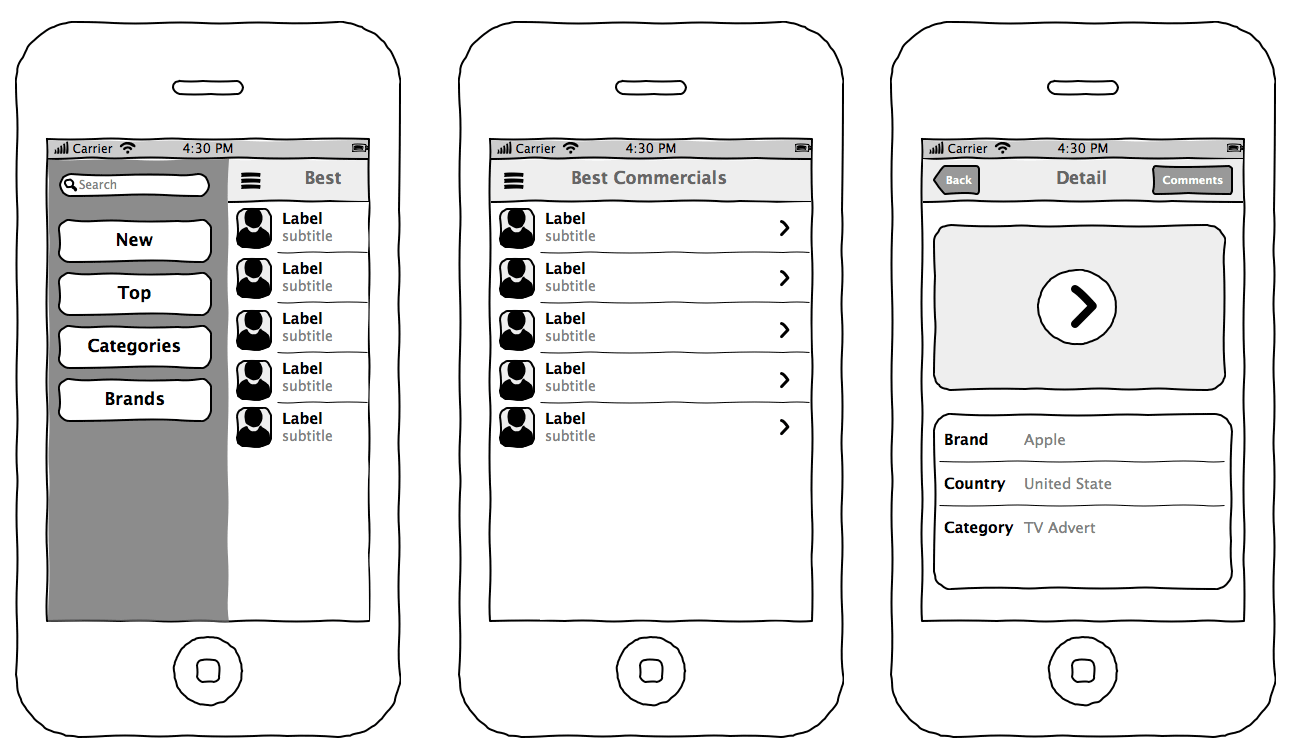 Carrier 4:30 PM
Search
New
Top
Categories
Brands
Best
Label
subtitle
Label
subtitle
Label
subtitle
Label
subtitle
Label
subtitle
Carrier 4:30 PM
Best Commercials
Label
subtitle
Label
subtitle
Label
subtitle
Label
subtitle
Label
subtitle
Carrier 4:30 PM
Back Detail Comments
Brand Apple
Country United State
Category TV Advert